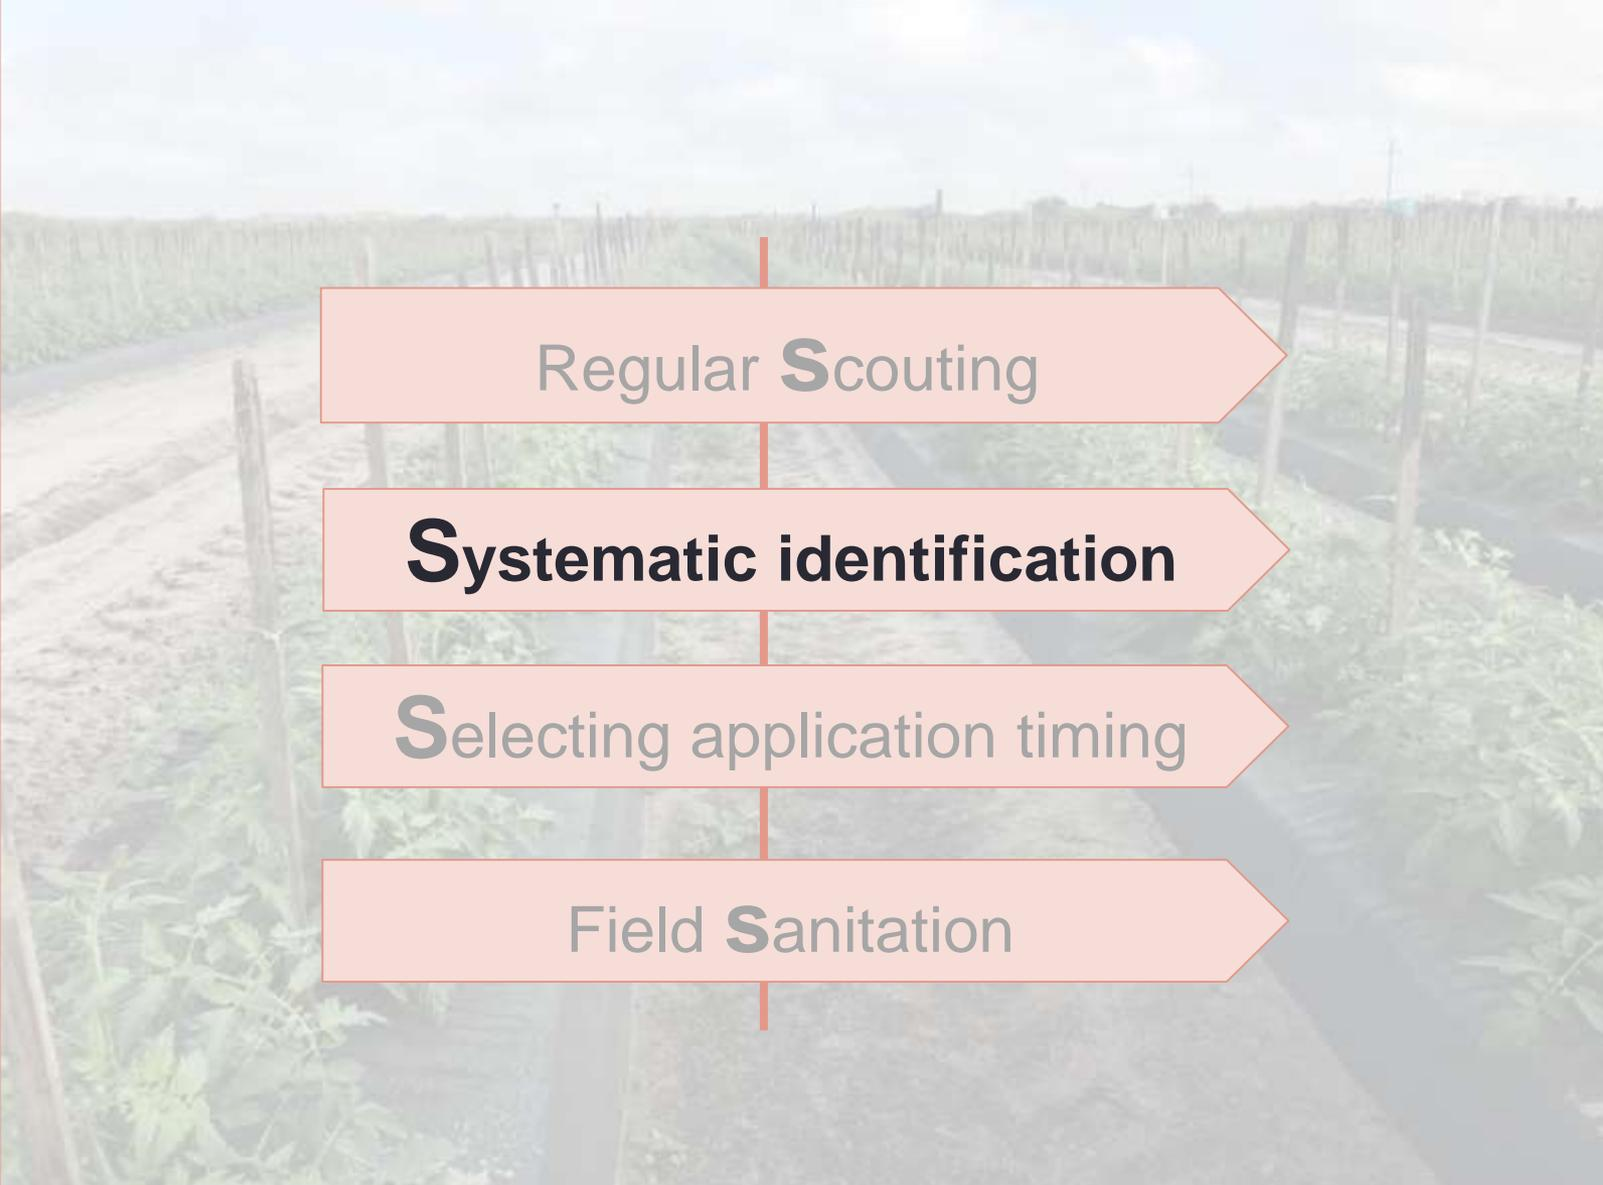 Regular Scouting
Systematic identification
Selecting application timing
Field Sanitation